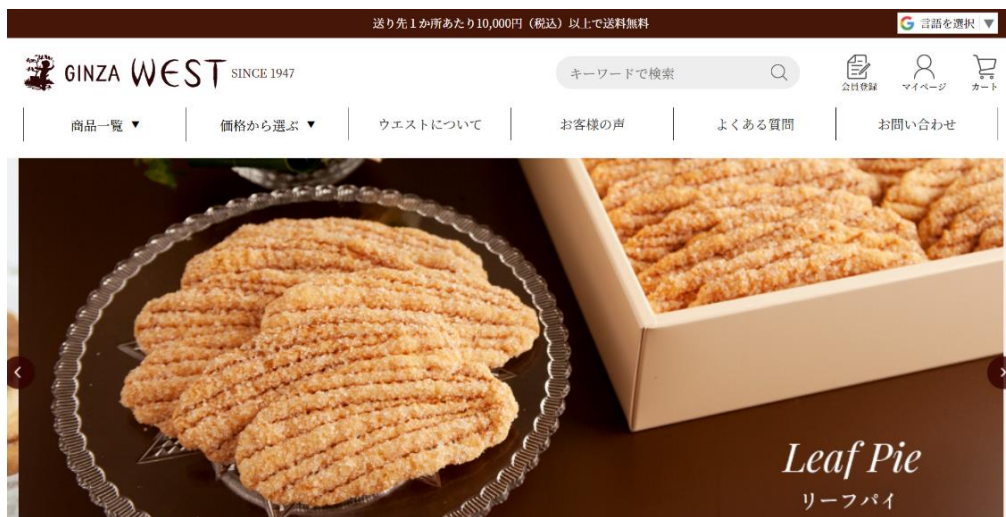 送り先1か所あたり10,000円（税込）以上で送料無料
G 言語を選択 ▼
GINZA WEST SINCE 1947
キーワードで検索
会員登録
マイページ
カート
商品一覧 ▼
価格から選ぶ ▼
ウエストについて
お客様の声
よくある質問
お問い合わせ
Leaf Pie
リーフパイ